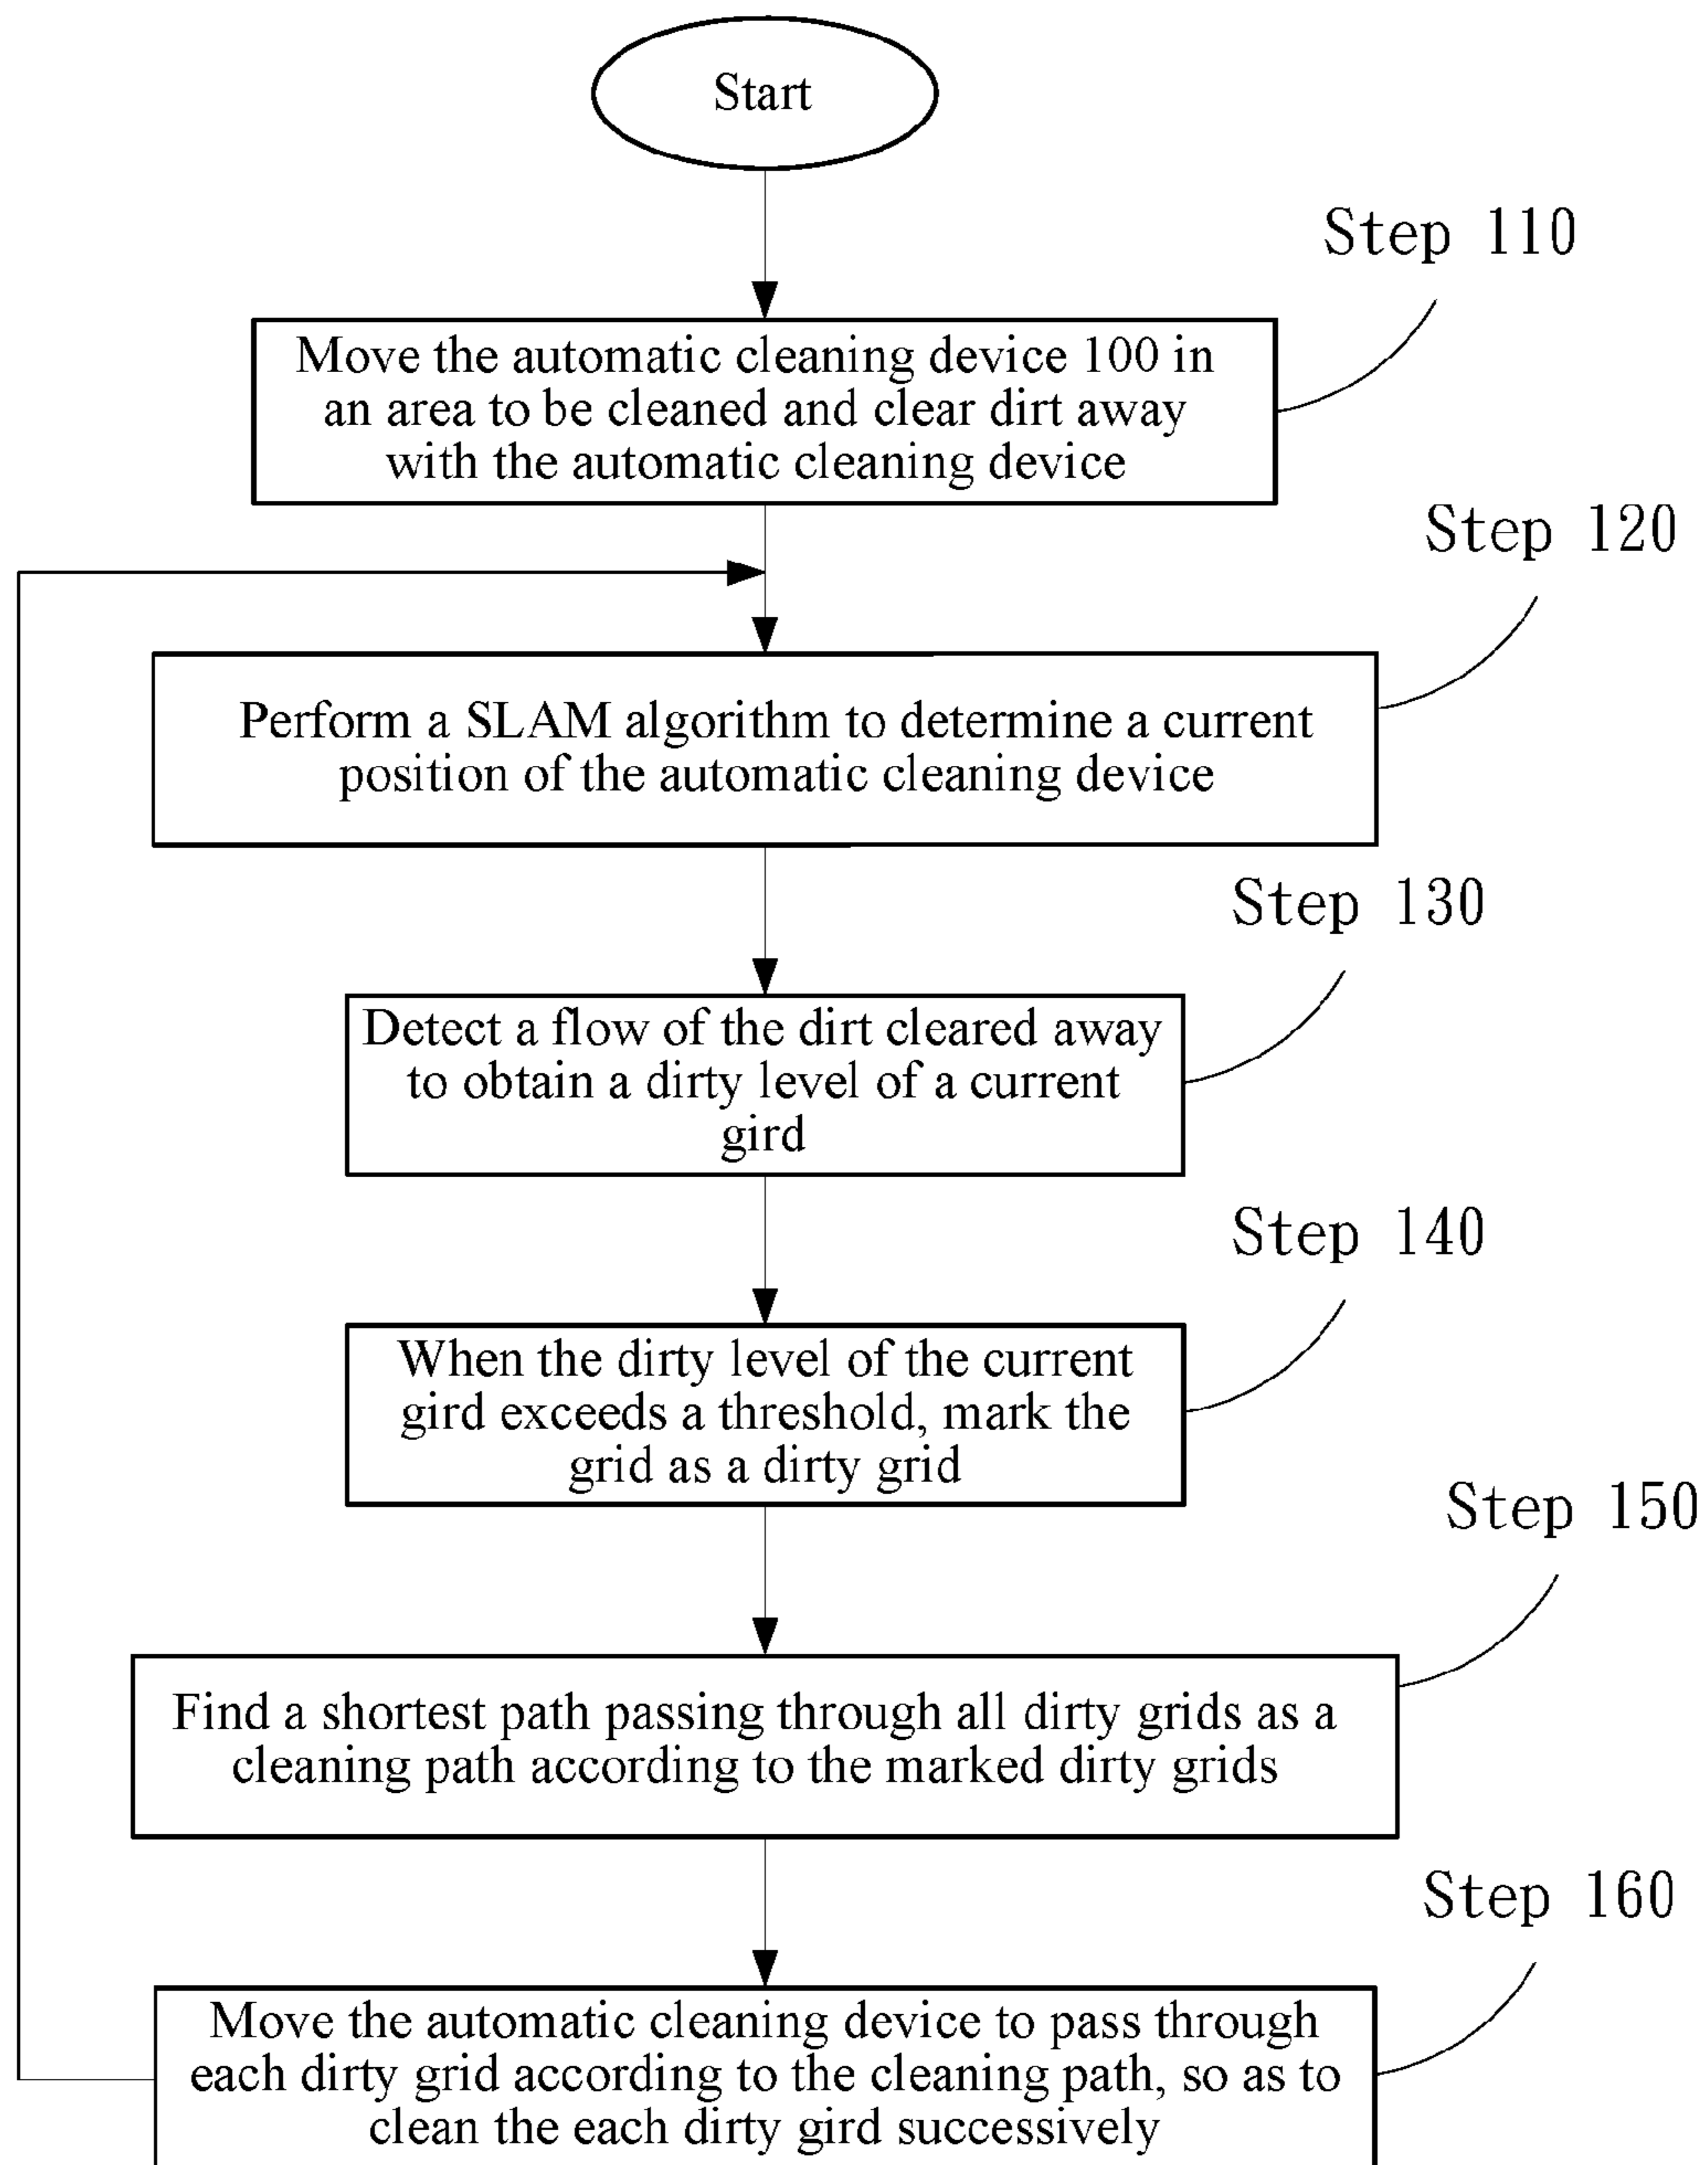 Start
Step 110
Move the automatic cleaning device 100 in
an area to be cleaned and clear dirt away
with the automatic cleaning device
Step 120
Perform a SLAM algorithm to determine a current
position of the automatic cleaning device
Step 130
Detect a flow of the dirt cleared away
to obtain a dirty level of a current
gird
Step 140
When the dirty level of the current
gird exceeds a threshold, mark the
grid as a dirty grid
Step 150
Find a shortest path passing through all dirty grids as a
cleaning path according to the marked dirty grids
Step 160
Move the automatic cleaning device to pass through
each dirty grid according to the cleaning path, so as to
clean the each dirty gird successively